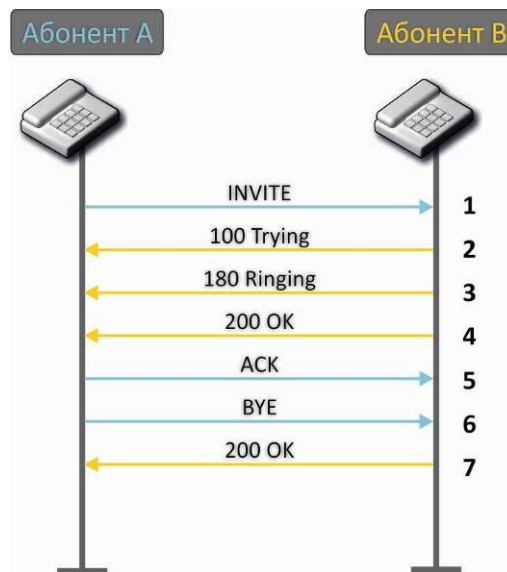 Абонент А
Абонент В
INVITE
1
100 Trying
2
180 Ringing
3
200 OK
4
ACK
5
BYE
6
200 OK
7